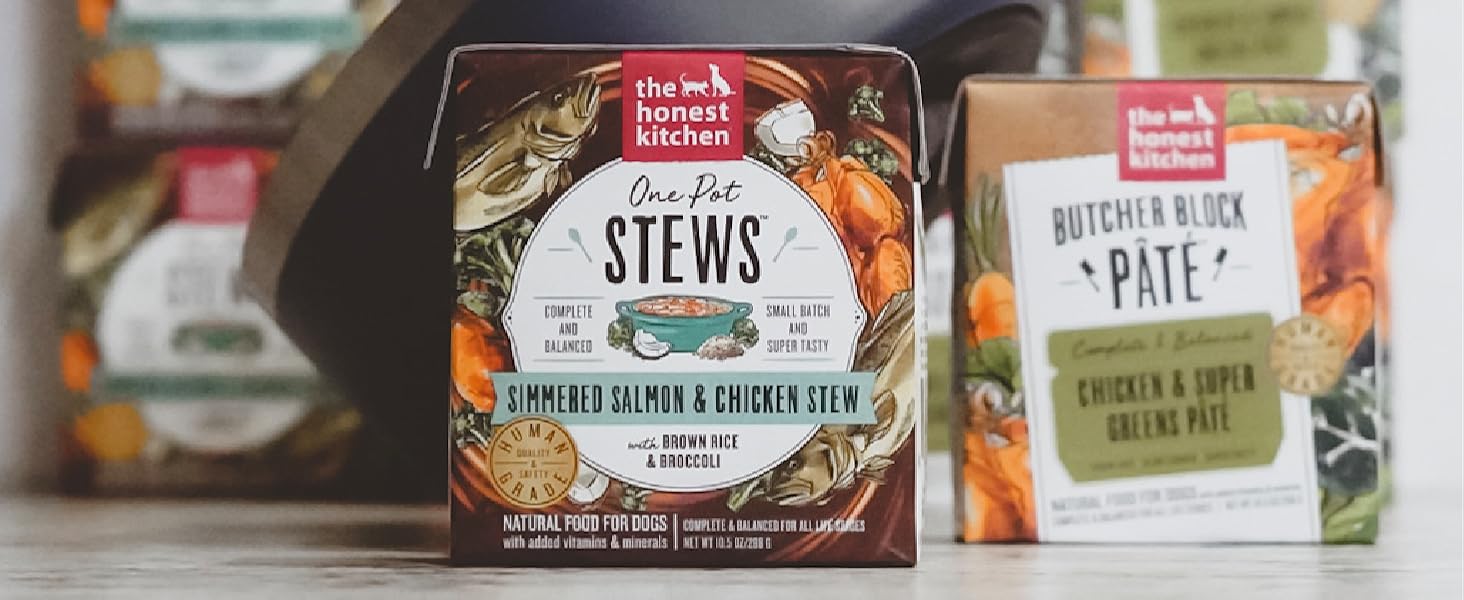 the
honest
kitchen
One Pot
STEWS™
COMPLETE
AND
BALANCED
SMALL BATCH
AND
SUPER TASTY
SIMMERED SALMON & CHICKEN STEW
with BROWN RICE
& BROCCOLI
HUMAN
QUALITY
&
SAFETY
GRADE
NATURAL FOOD FOR DOGS
with added vitamins & minerals
COMPLETE & BALANCED FOR ALL LIFE STAGES
NET WT 10.5 OZ/298 G
the
honest
kitchen
BUTCHER BLOCK
PÂTÉ
Complete & Balanced
CHICKEN & SUPER
GREENS PÂTÉ
NATURAL FOOD FOR DOGS